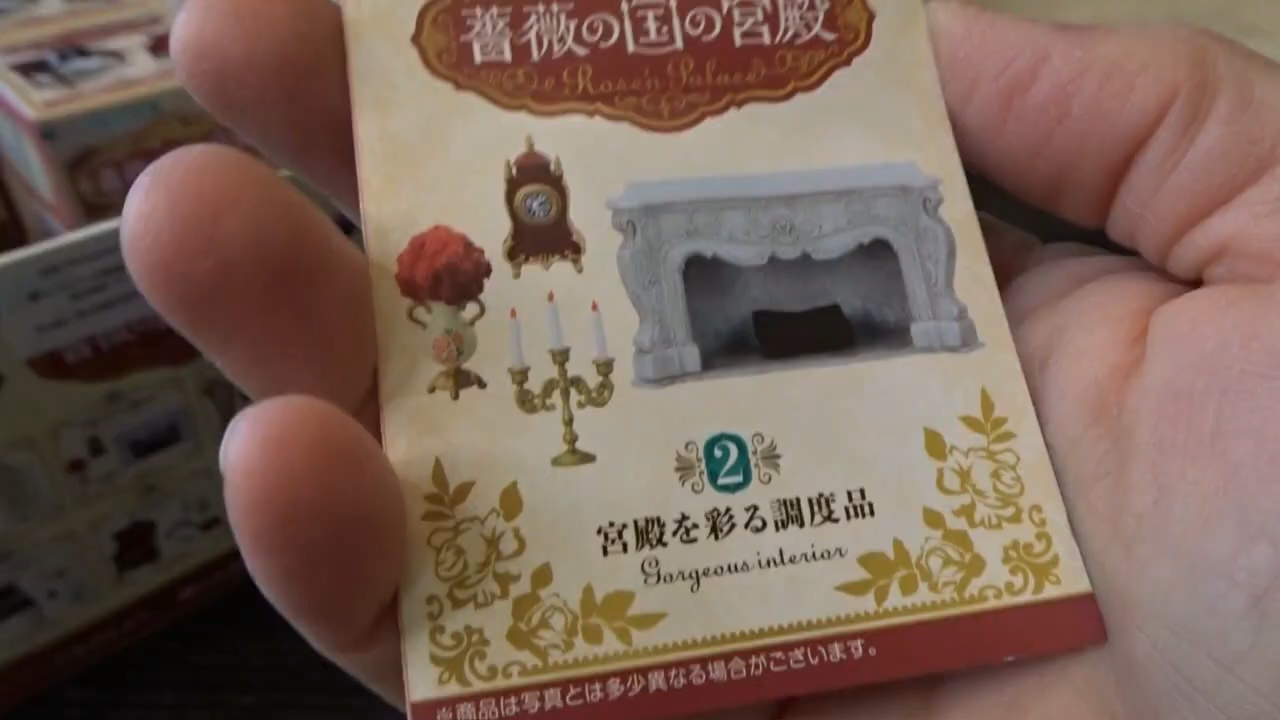 薔薇の国の宮殿
De Rose'n Palace
2
宮殿を彩る調度品
Gorgeous interior
※商品は写真とは多少異なる場合がございます。